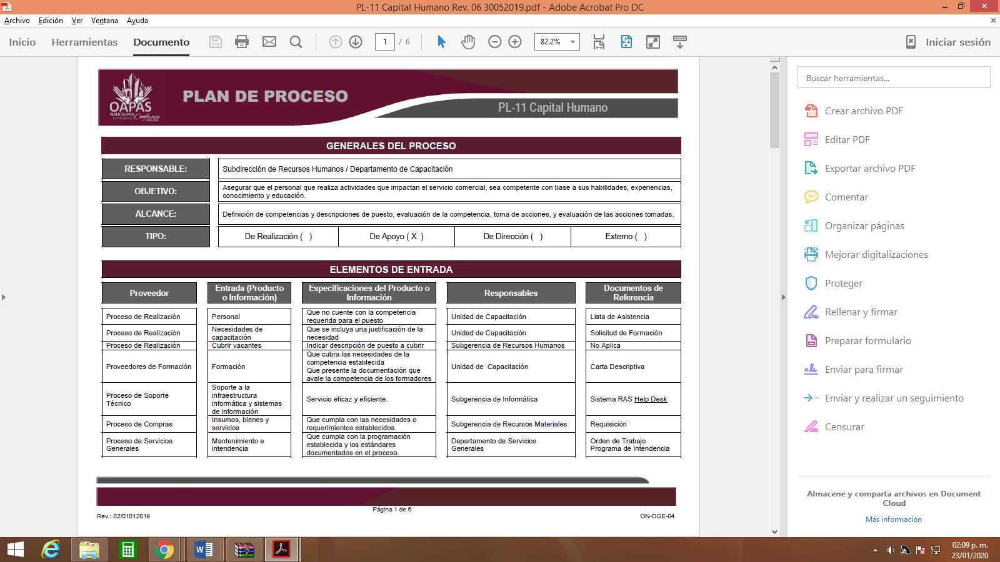 PL-11 Capital Humano Rev. 06 30052019.pdf - Adobe Acrobat Pro DC
Archivo Edición Ver Ventana Ayuda
Inicio Herramientas Documento 1 / 6 82.2% Iniciar sesión
OAPAS
NAUCALPAN
Construyendo Confianza
PLAN DE PROCESO
PL-11 Capital Humano
GENERALES DEL PROCESO
RESPONSABLE: Subdirección de Recursos Humanos / Departamento de Capacitación
OBJETIVO: Asegurar que el personal que realiza actividades que impactan el servicio comercial, sea competente con base a sus habilidades, experiencias,
conocimiento y educación.
ALCANCE: Definición de competencias y descripciones de puesto, evaluación de la competencia, toma de acciones, y evaluación de las acciones tomadas.
TIPO: De Realización ( ) De Apoyo ( X ) De Dirección ( ) Externo ( )
ELEMENTOS DE ENTRADA
Proveedor
Entrada (Producto
o Información)
Especificaciones del Producto o
Información
Responsables
Documentos de
Referencia
Proceso de Realización
Personal
Que no cuente con la competencia
requerida para el puesto
Unidad de Capacitación
Lista de Asistencia
Proceso de Realización
Necesidades de
capacitación
Que se incluya una justificación de la
necesidad
Unidad de Capacitación
Solicitud de Formación
Proceso de Realización
Cubrir vacantes
Indicar descripción de puesto a cubrir
Subgerencia de Recursos Humanos
No Aplica
Proveedores de Formación
Formación
Que cubra las necesidades de la
competencia establecida
Que presente la documentación que
avale la competencia de los formadores
Unidad de Capacitación
Carta Descriptiva
Proceso de Soporte
Técnico
Soporte a la
infraestructura
informática y sistemas
de información
Servicio eficaz y eficiente.
Subgerencia de Informática
Sistema RAS Help Desk
Proceso de Compras
Insumos, bienes y
servicios
Que cumpla con las necesidades o
requerimientos establecidos.
Subgerencia de Recursos Materiales
Requisición
Proceso de Servicios
Generales
Mantenimiento e
intendencia
Que cumpla con la programación
establecida y los estándares
documentados en el proceso.
Departamento de Servicios
Generales
Orden de Trabajo
Programa de Intendencia
Página 1 de 6
Rev.: 02/01012019
ON-DGE-04
Buscar herramientas...
Crear archivo PDF
Editar PDF
Exportar archivo PDF
Comentar
Organizar páginas
Mejorar digitalizaciones
Proteger
Rellenar y firmar
Preparar formulario
Enviar para firmar
Enviar y realizar un seguimiento
Censurar
Almacene y comparta archivos en Document
Cloud
Más información
02:09 p. m.
23/01/2020